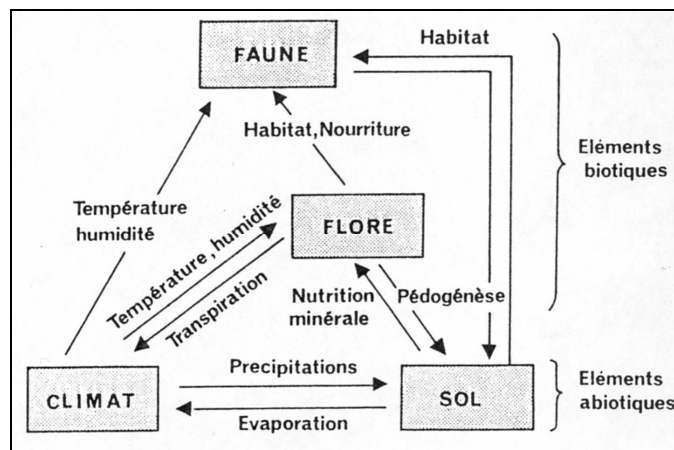 Habitat
FAUNE
Habitat,Nourriture
Eléments
biotiques
Température
humidité
Température, humidité
FLORE
Transpiration
Nutrition
minérale
Pédogénèse
Precipitations
CLIMAT
SOL
Eléments
abiotiques
Evaporation